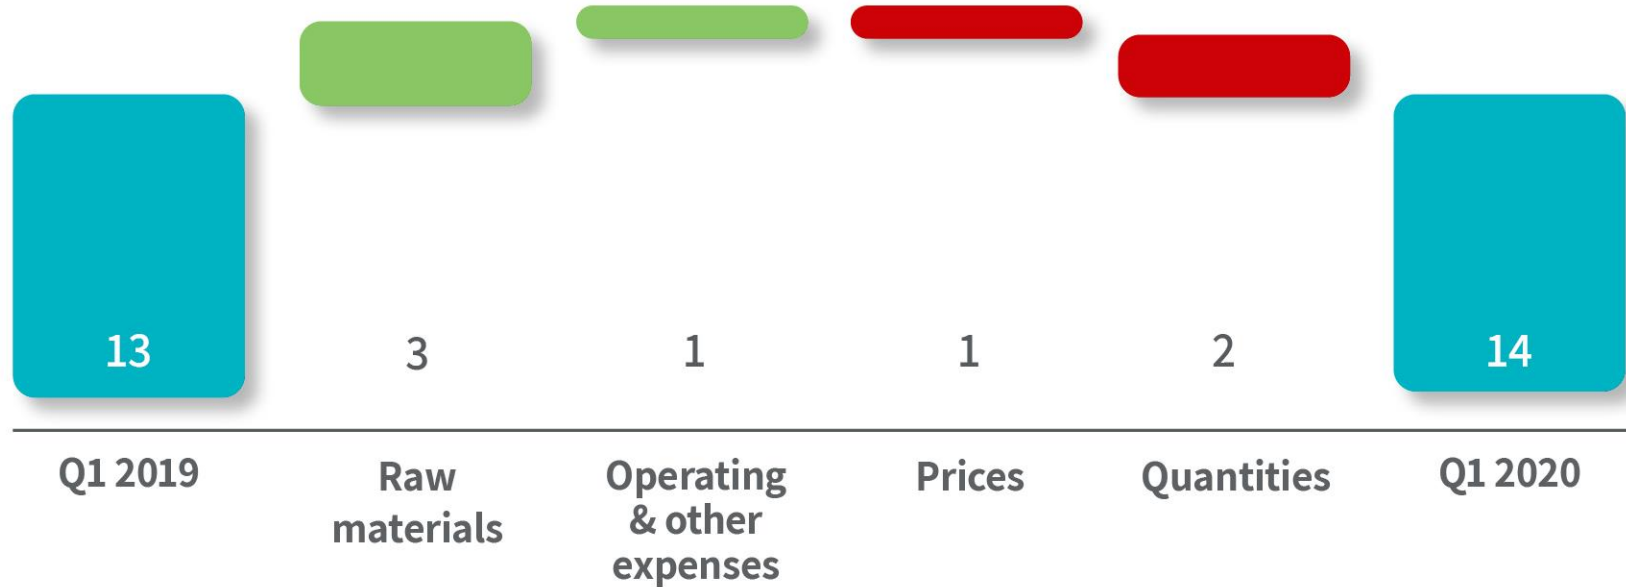 13
3
1
1
2
14
Q1 2019
Raw
materials
Operating
& other
expenses
Prices
Quantities
Q1 2020